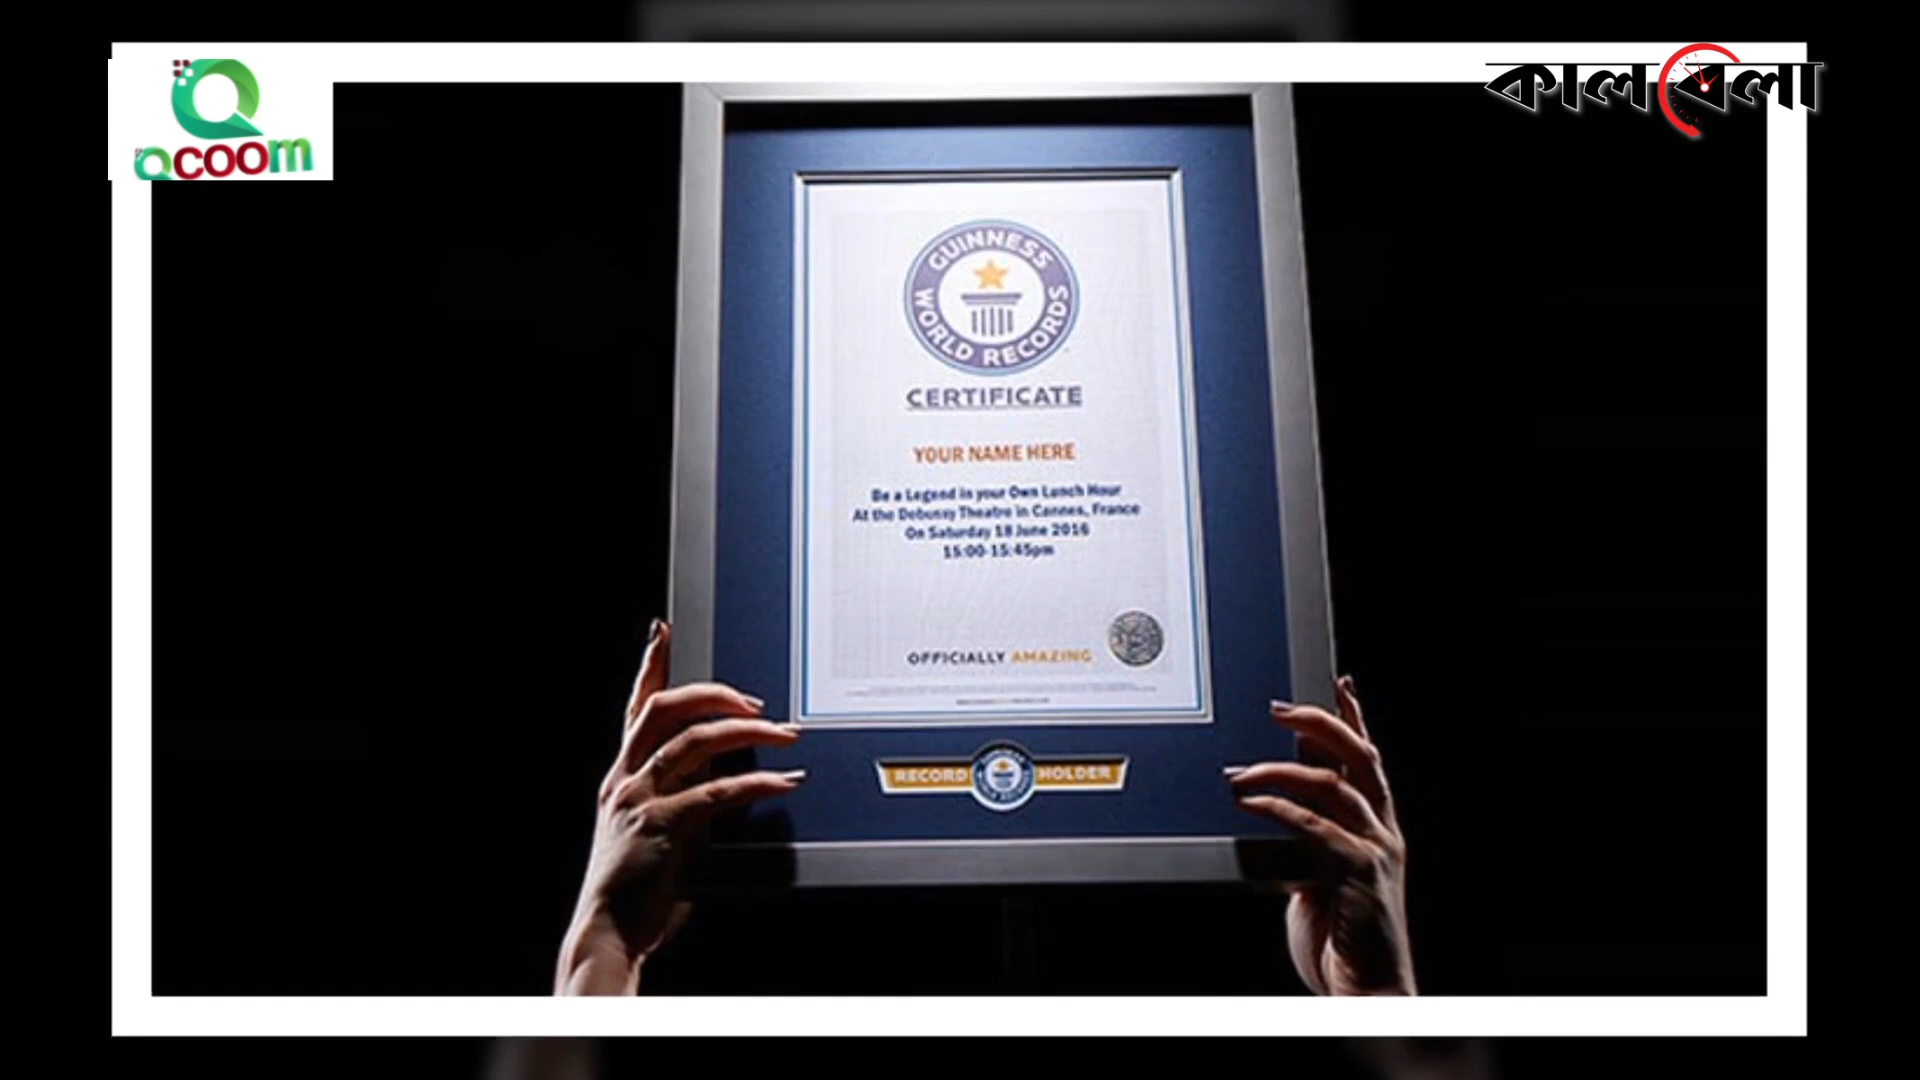 Qcoom
কালবেলা
GUINNESS
WORLD RECORDS
CERTIFICATE
YOUR NAME HERE
Be a Legend in your Own Lunch Hour
At the Debussy Theatre in Cannes, France
On Saturday 18 June 2016
15:00-15:45pm
OFFICIALLY AMAZING
RECORD HOLDER